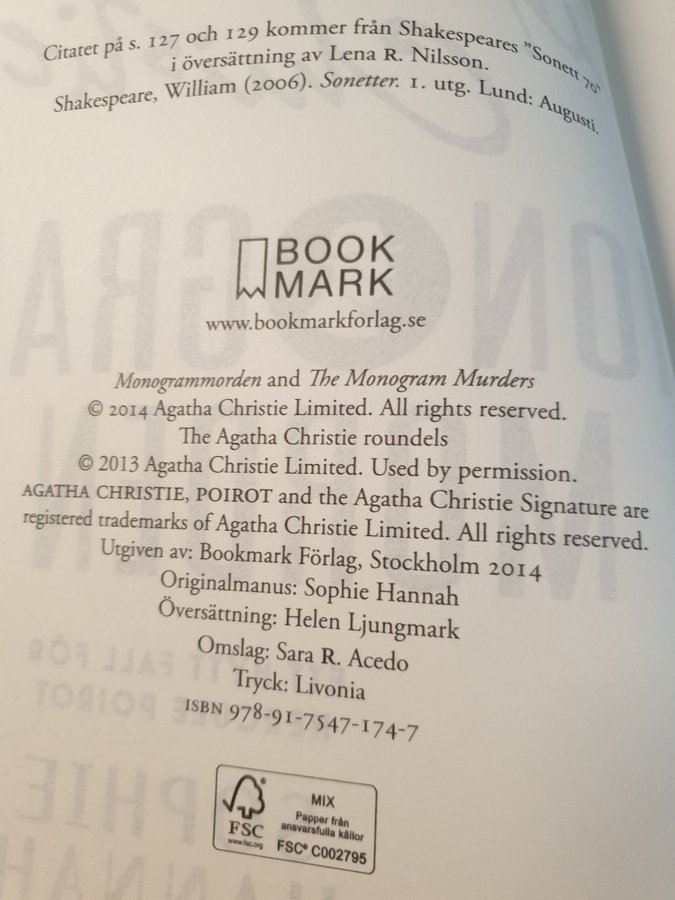 Citatet på s. 127 och 129 kommer från Shakespeares "Sonett 70"
i översättning av Lena R. Nilsson.
Shakespeare, William (2006). Sonetter. 1. utg. Lund: Augusti.
BOOK
MARK
www.bookmarkforlag.se
Monogrammorden and The Monogram Murders
© 2014 Agatha Christie Limited. All rights reserved.
The Agatha Christie roundels
© 2013 Agatha Christie Limited. Used by permission.
AGATHA CHRISTIE, POIROT and the Agatha Christie Signature are
registered trademarks of Agatha Christie Limited. All rights reserved.
Utgiven av: Bookmark Förlag, Stockholm 2014
Originalmanus: Sophie Hannah
Översättning: Helen Ljungmark
Omslag: Sara R. Acedo
Tryck: Livonia
ISBN 978-91-7547-174-7
FSC
www.fsc.org
MIX
Papper från
ansvarsfulla källor
FSC® C002795